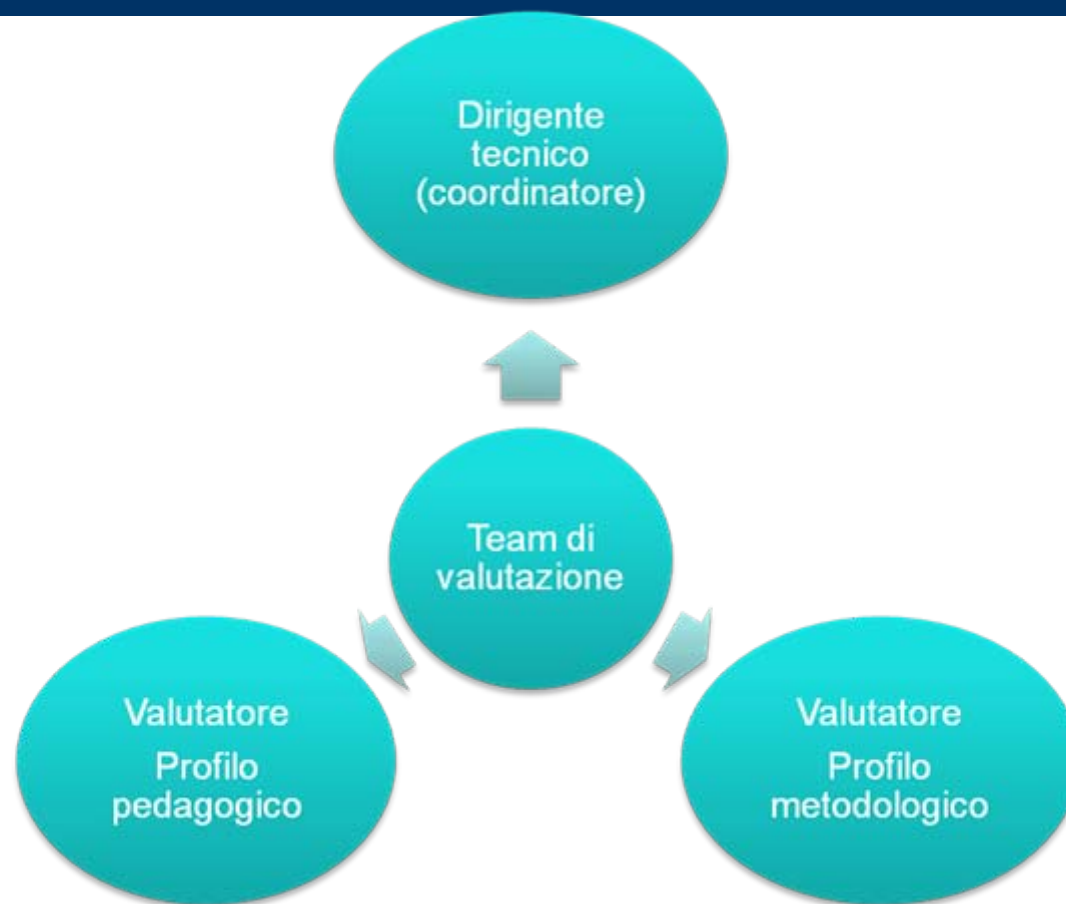 Dirigente
tecnico
(coordinatore)
Team di
valutazione
Valutatore
Profilo
pedagogico
Valutatore
Profilo
metodologico